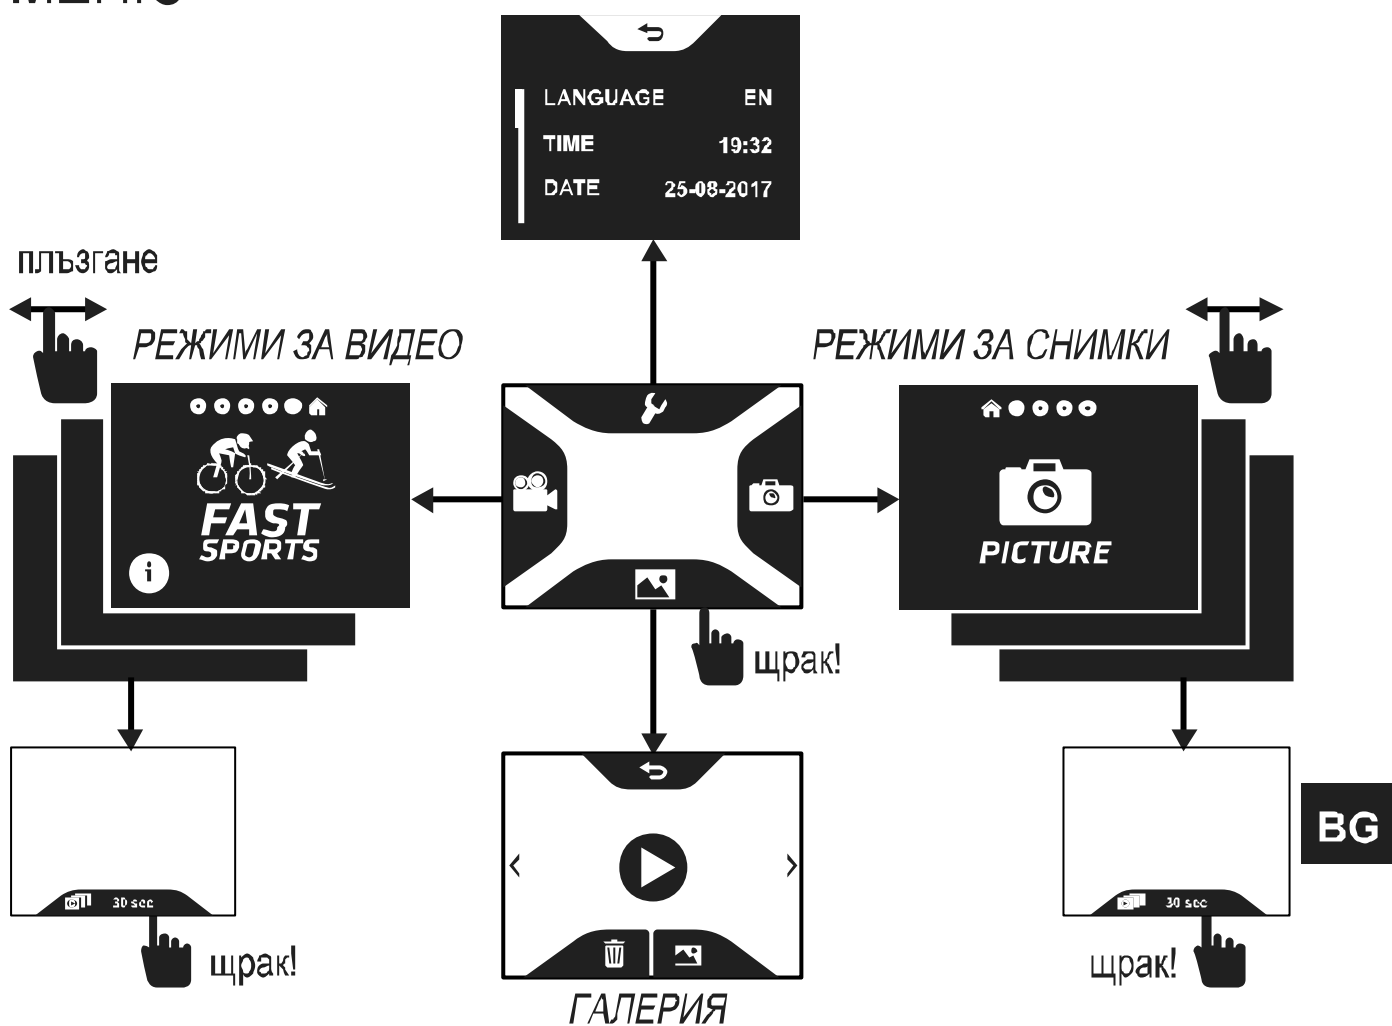 МЕНЮ
LANGUAGE EN
TIME 19:32
DATE 25-08-2017
плъзгане
РЕЖИМИ ЗА ВИДЕО
РЕЖИМИ ЗА СНИМКИ
FAST
SPORTS
i
PICTURE
щрак!
BG
30 sec
30 sec
щрак!
щрак!
ГАЛЕРИЯ